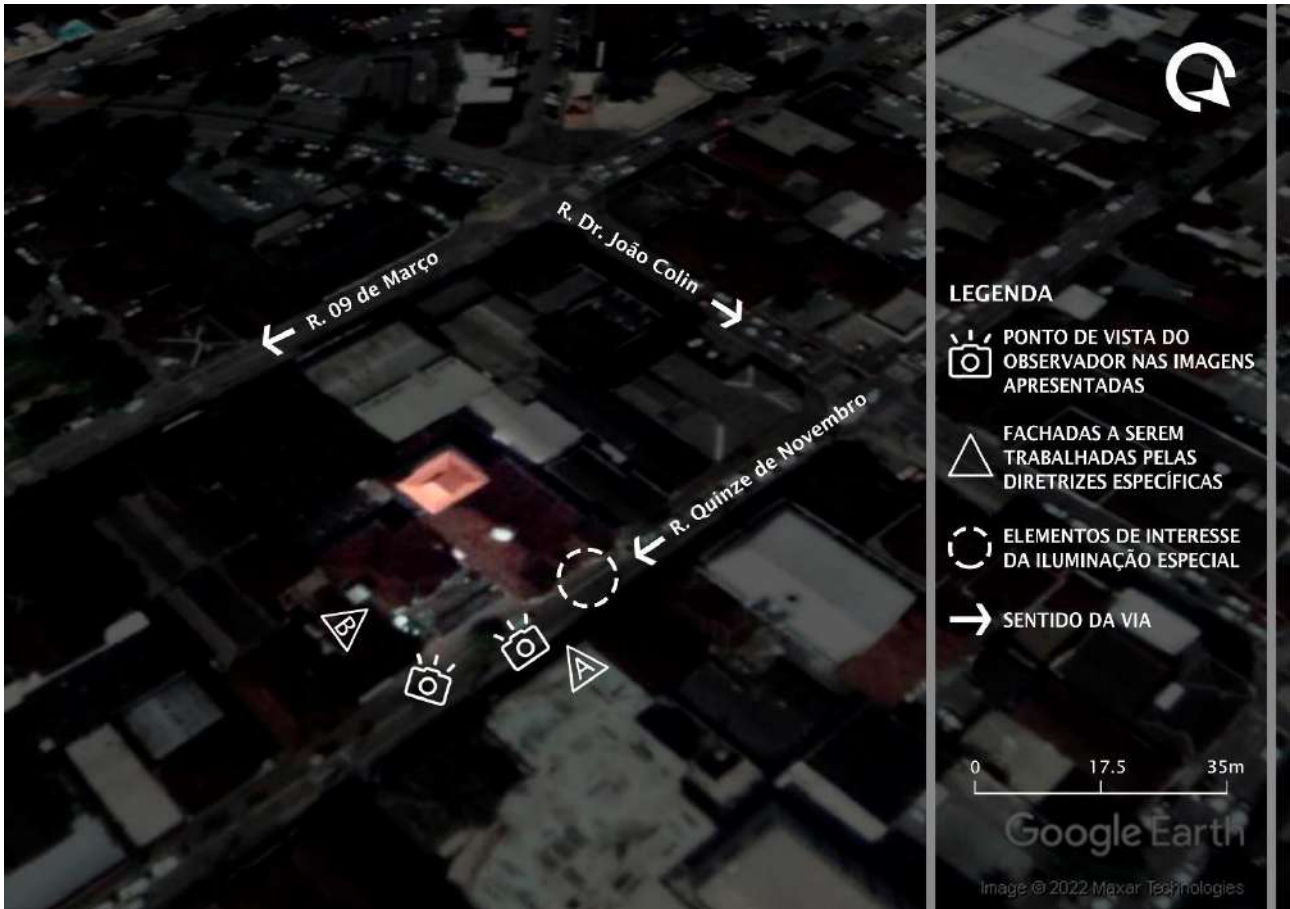 R. Dr. João Colin
R. 09 de Março
R. Quinze de Novembro
B
A
LEGENDA
PONTO DE VISTA DO
OBSERVADOR NAS IMAGENS
APRESENTADAS
FACHADAS A SEREM
TRABALHADAS PELAS
DIRETRIZES ESPECÍFICAS
ELEMENTOS DE INTERESSE
DA ILUMINAÇÃO ESPECIAL
SENTIDO DA VIA
0 17.5 35m
Google Earth
Image © 2022 Maxar Technologies